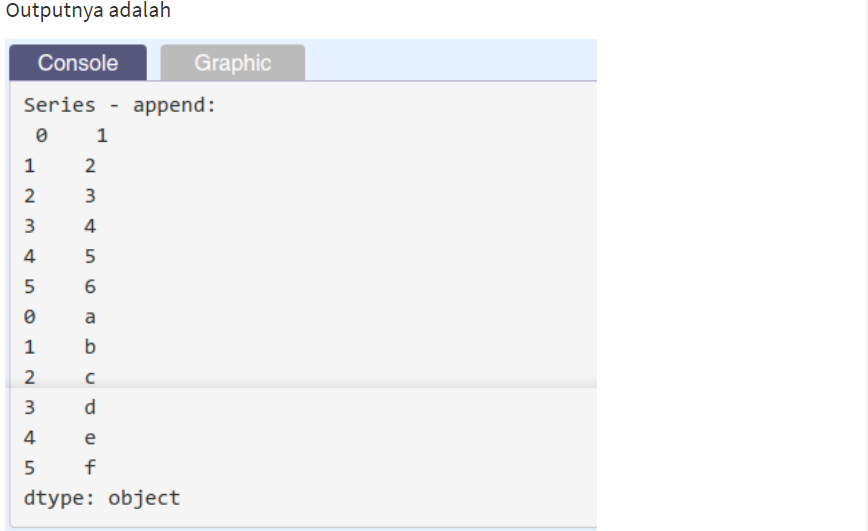 Outputnya adalah
Console Graphic
Series - append:
 0    1
1    2
2    3
3    4
4    5
5    6
0    a
1    b
2    c
3    d
4    e
5    f
dtype: object